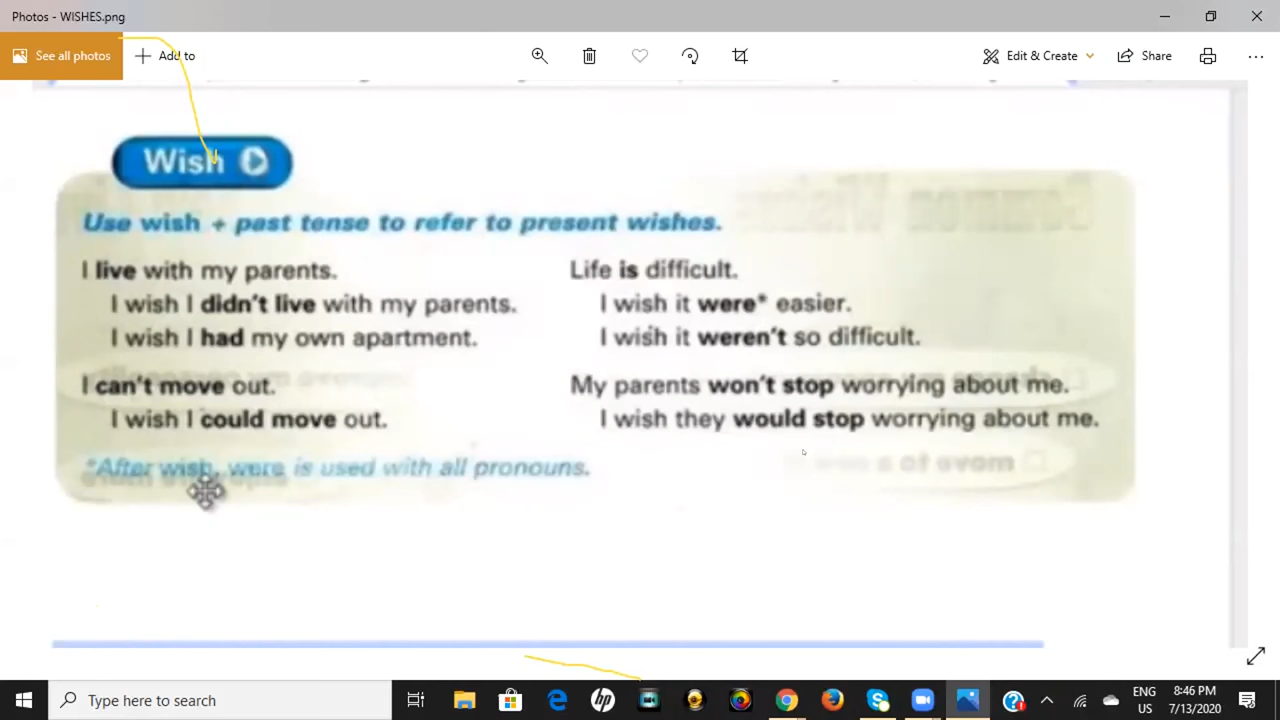 Photos - WISHES.png
See all photos
Add to
Edit & Create
Share
Wish
Use wish + past tense to refer to present wishes.
I live with my parents.
I wish I didn't live with my parents.
I wish I had my own apartment.
I can't move out.
I wish I could move out.
Life is difficult.
I wish it were* easier.
I wish it weren't so difficult.
My parents won't stop worrying about me.
I wish they would stop worrying about me.
*After wish, were is used with all pronouns.
Type here to search
ENG
US
8:46 PM
7/13/2020